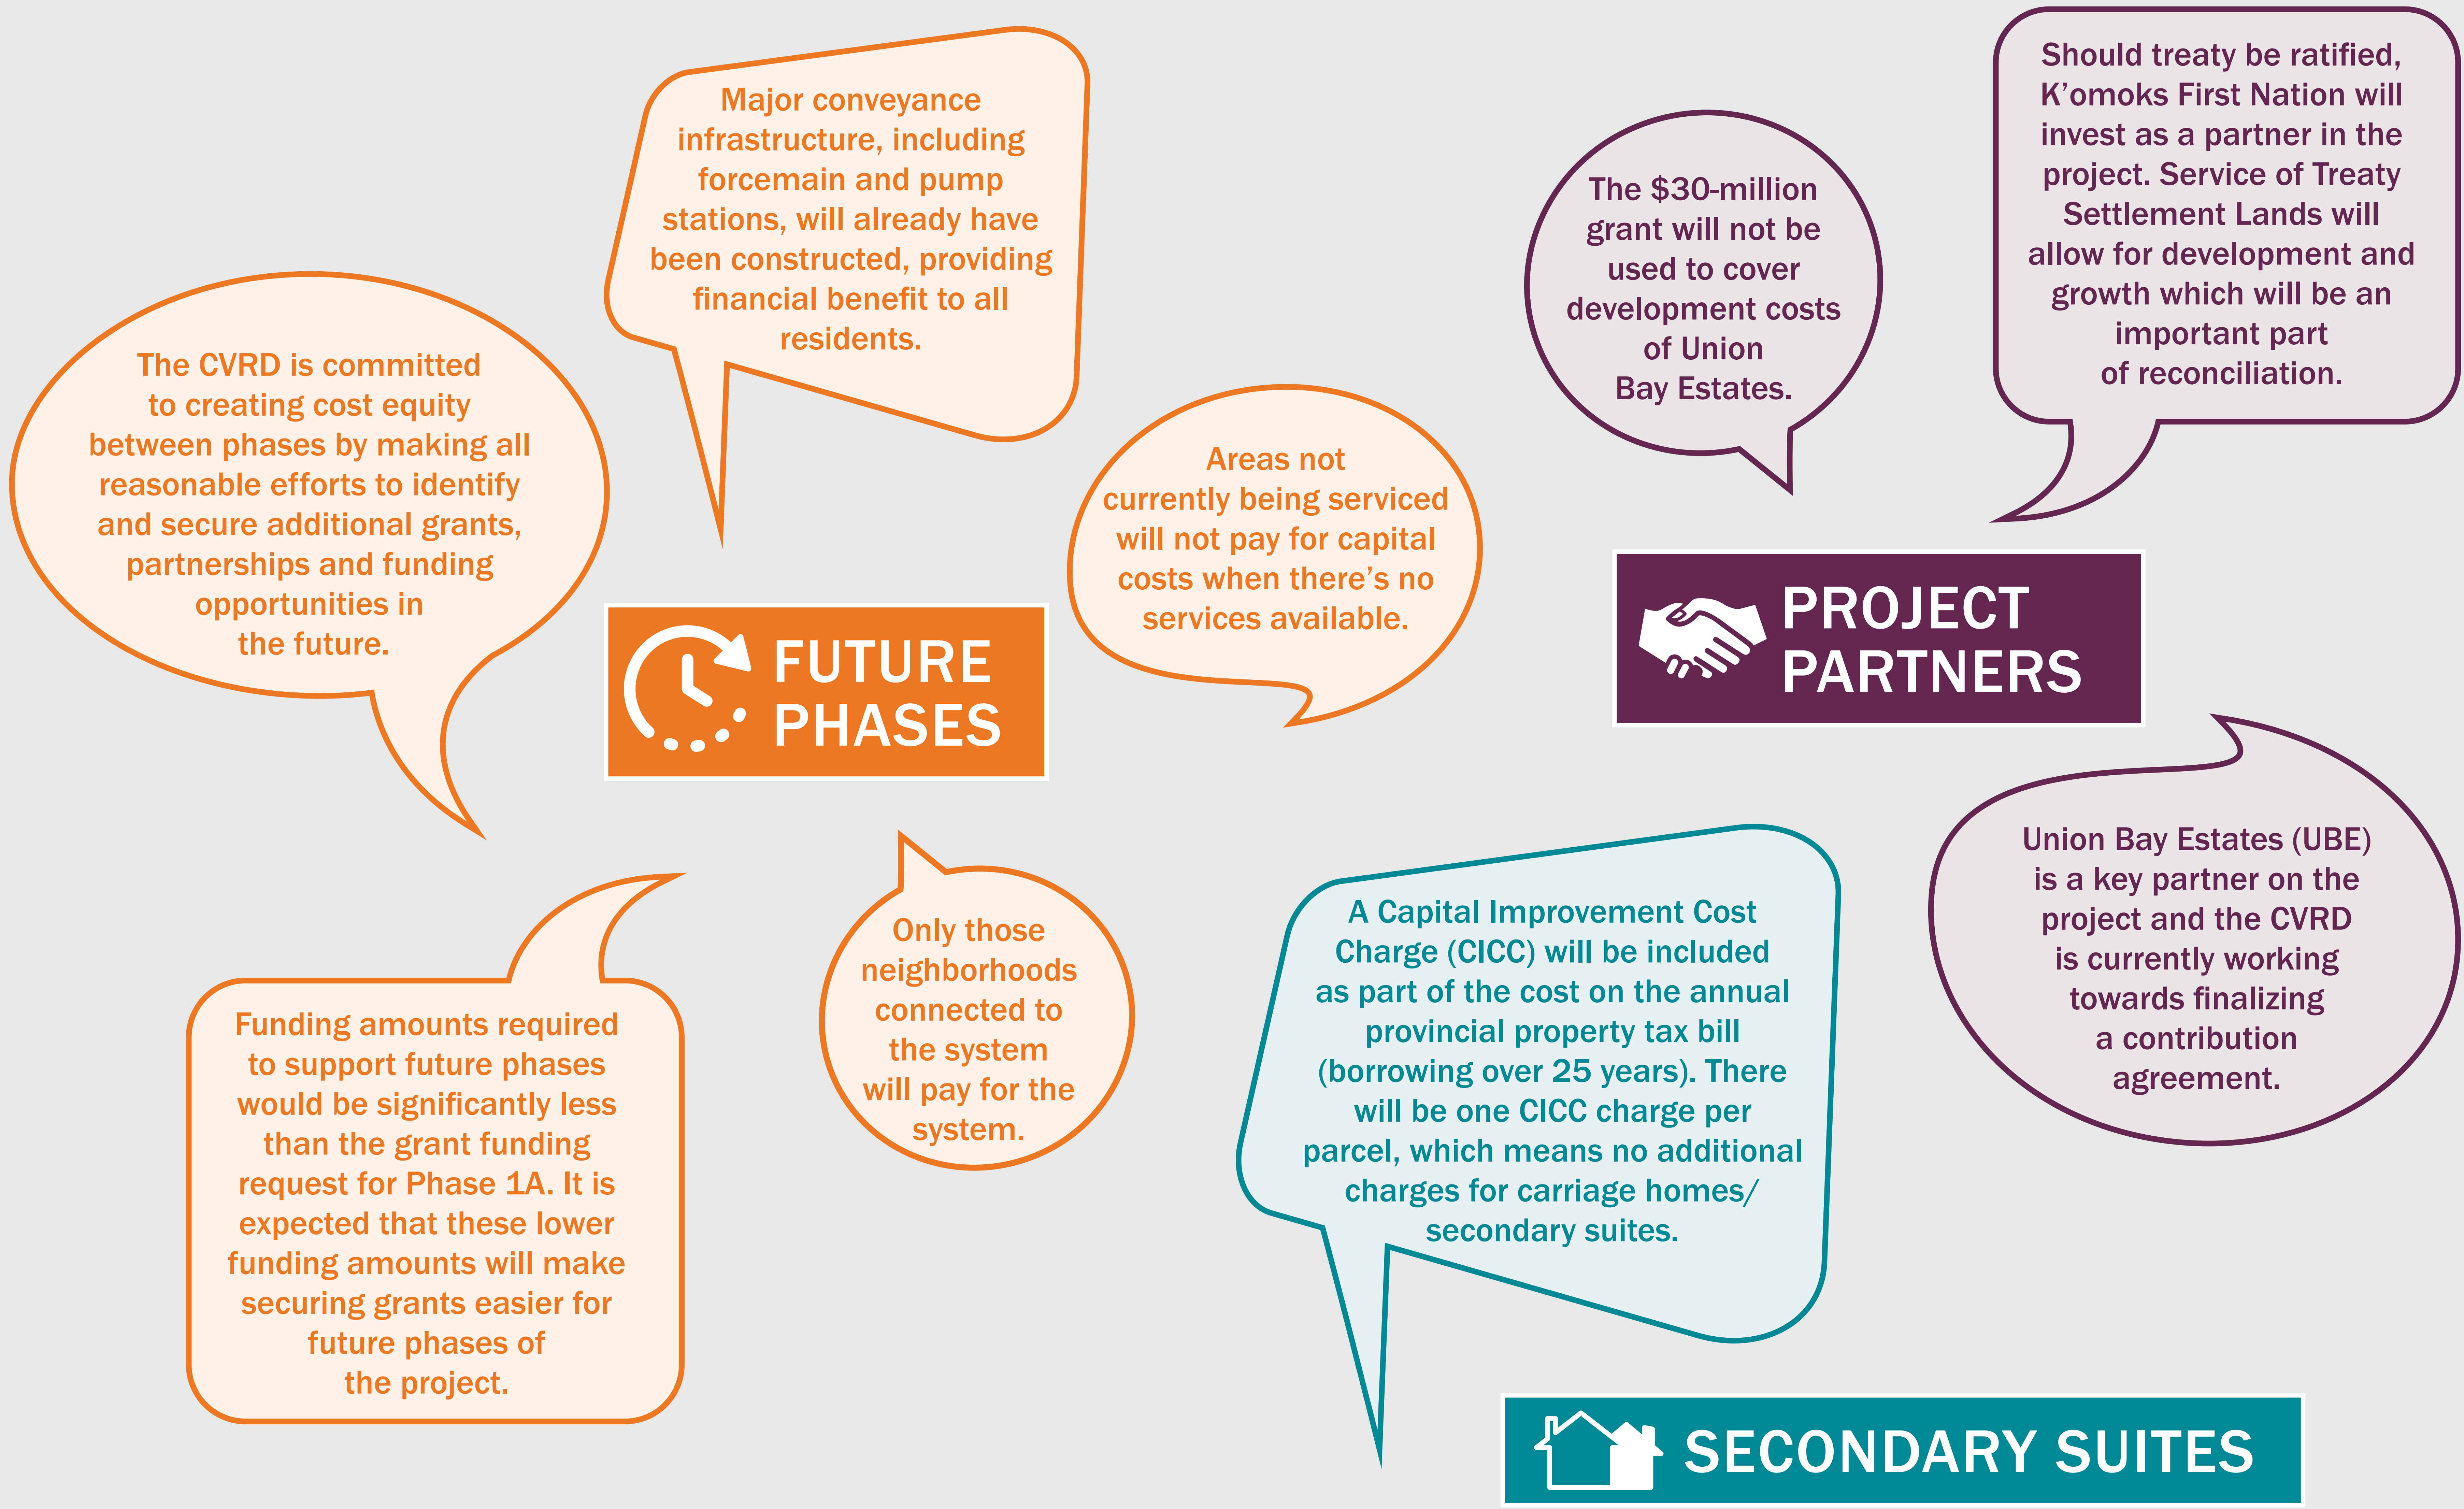 Major conveyance
infrastructure, including
forcemain and pump
stations, will already have
been constructed, providing
financial benefit to all
residents.
The CVRD is committed
to creating cost equity
between phases by making all
reasonable efforts to identify
and secure additional grants,
partnerships and funding
opportunities in
the future.
Areas not
currently being serviced
will not pay for capital
costs when there's no
services available.
FUTURE
PHASES
Funding amounts required
to support future phases
would be significantly less
than the grant funding
request for Phase 1A. It is
expected that these lower
funding amounts will make
securing grants easier for
future phases of
the project.
Only those
neighborhoods
connected to
the system
will pay for the
system.
The $30-million
grant will not be
used to cover
development costs
of Union
Bay Estates.
Should treaty be ratified,
K'omoks First Nation will
invest as a partner in the
project. Service of Treaty
Settlement Lands will
allow for development and
growth which will be an
important part
of reconciliation.
PROJECT
PARTNERS
Union Bay Estates (UBE)
is a key partner on the
project and the CVRD
is currently working
towards finalizing
a contribution
agreement.
A Capital Improvement Cost
Charge (CICC) will be included
as part of the cost on the annual
provincial property tax bill
(borrowing over 25 years). There
will be one CICC charge per
parcel, which means no additional
charges for carriage homes/
secondary suites.
SECONDARY SUITES